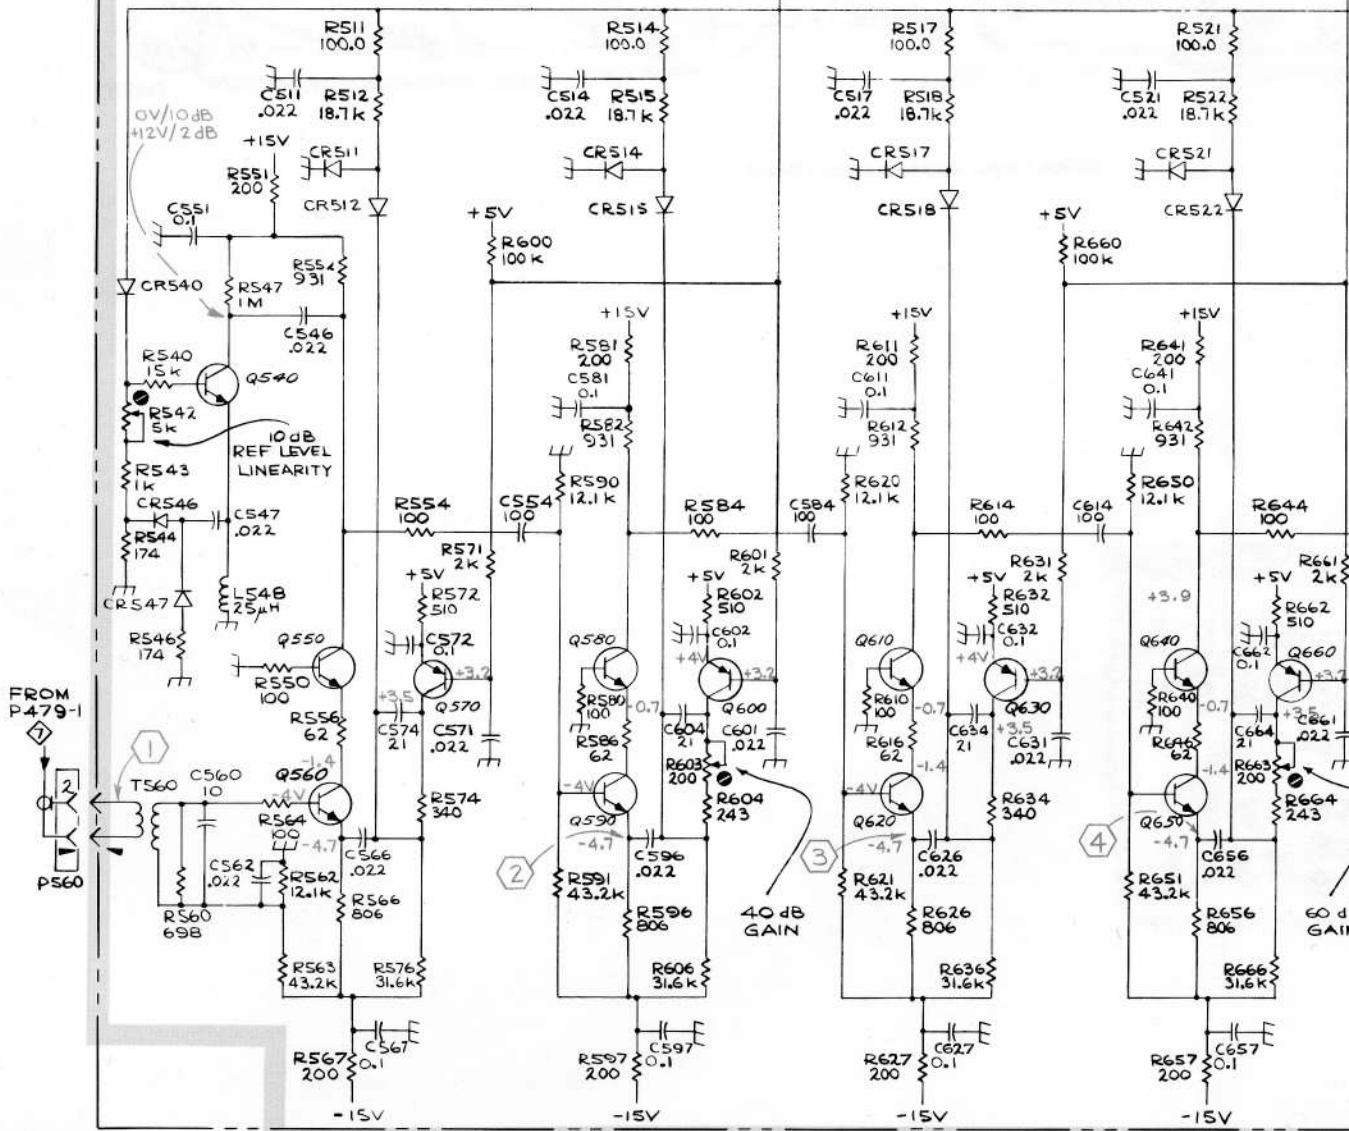 R511
100.0
R514
100.0
R517
100.0
R521
100.0
C511
.022
R512
18.7k
C514
.022
R515
18.7k
C517
.022
R518
18.7k
C521
.022
R522
18.7k
0V/10dB
+12V/2dB
+15V
R551
200
CR511
CR512
CR514
CR515
CR517
CR518
CR521
CR522
C551
0.1
+5V
R600
100k
+5V
R660
100k
CR540
R547
1M
R552
931
C546
.022
+15V
R581
200
+15V
R611
200
+15V
R641
200
R540
15k
Q540
R542
5k
10dB
REF LEVEL
LINEARITY
C581
0.1
R582
931
C611
0.1
R612
931
C641
0.1
R642
931
R543
1k
CR546
C547
.022
R544
174
R590
12.1k
R620
12.1k
R650
12.1k
R554
100
C554
100
R584
100
C584
100
R614
100
C614
100
R644
100
R571
2k
R601
2k
R631
2k
R661
2k
CR547
L548
25µH
R546
174
+5V
R572
510
+5V
R602
510
+5V
R632
510
+5V
R662
510
+3.9
Q550
R550
100
C572
0.1
Q580
R580
100
C602
0.1
+4V
Q610
R610
100
C632
0.1
+4V
Q640
R640
100
C662
0.1
Q660
+3.2
+3.2
+3.2
+3.2
FROM
P479-1
7
+3.5
Q570
-0.7
Q600
-0.7
Q630
+3.5
-0.7
+3.5
R556
62
C574
21
C571
.022
R586
62
C604
21
C601
.022
R616
62
C634
21
C631
.022
R646
62
C664
21
C661
.022
1
2
T560
C560
10
Q560
-1.4
-4V
R564
100
-4.7
R574
340
-4V
Q590
-4.7
R603
200
R604
243
-1.4
-4V
Q620
-4.7
R634
340
-1.4
Q650
-4.7
R663
200
R664
243
P560
C562
.022
R562
12.1k
C566
.022
R566
806
2
C596
.022
3
C626
.022
4
C656
.022
R560
698
R591
43.2k
R596
806
40 dB
GAIN
R621
43.2k
R626
806
R651
43.2k
R656
806
60 d
GAI
R563
43.2k
R576
31.6k
R606
31.6k
R636
31.6k
R666
31.6k
R567
200
C567
0.1
R597
200
C597
0.1
R627
200
C627
0.1
R657
200
C657
0.1
-15V
-15V
-15V
-15V